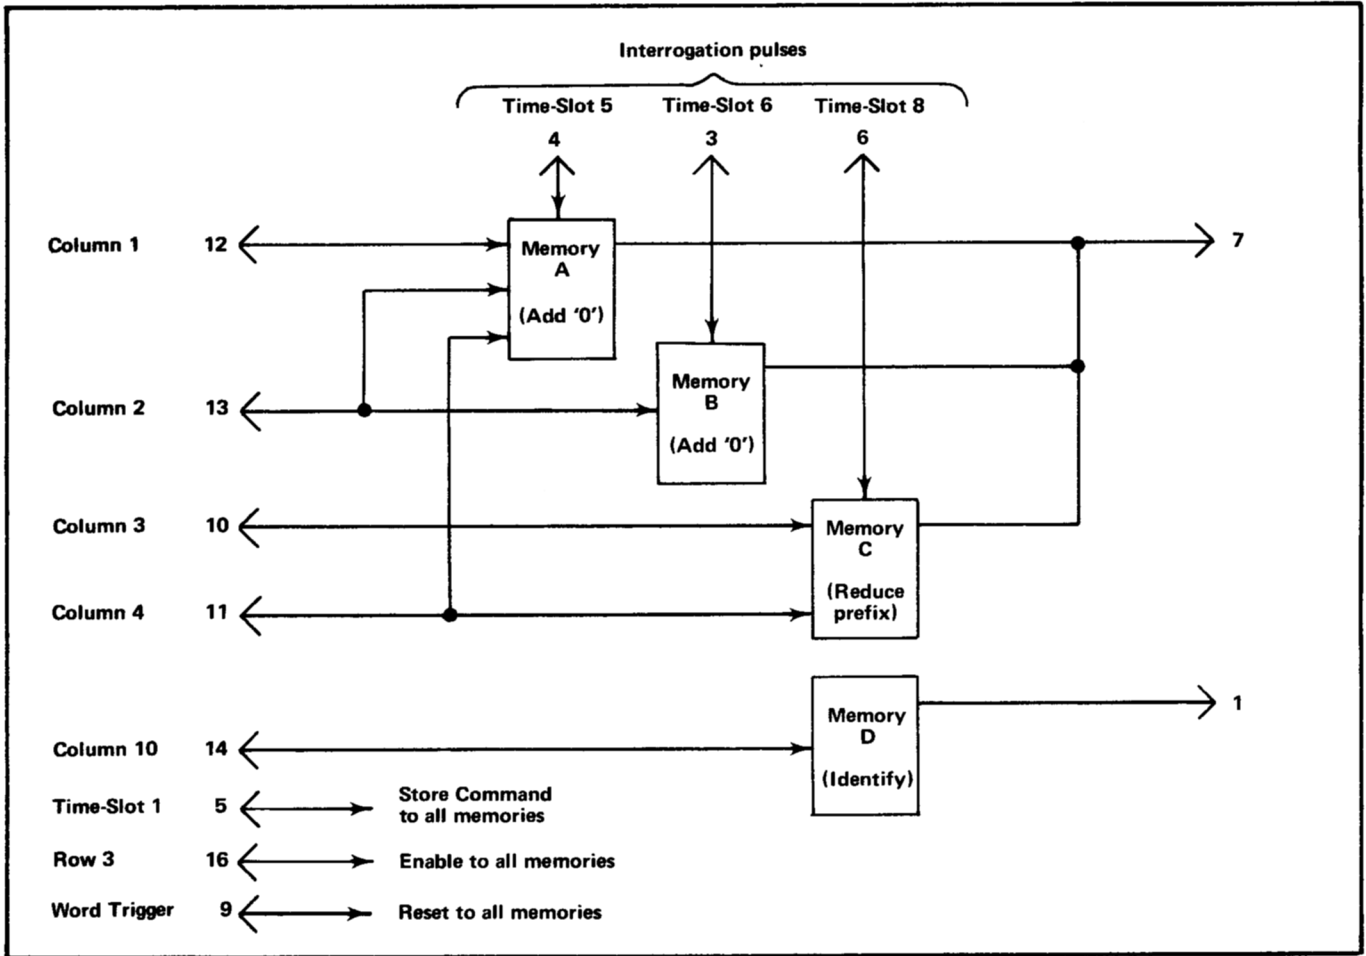 Interrogation pulses
Time-Slot 5 Time-Slot 6 Time-Slot 8
4 3 6
Column 1 12
Memory
A
(Add ‘0’)
7
Column 2 13
Memory
B
(Add ‘0’)
Column 3 10
Memory
C
(Reduce
prefix)
Column 4 11
Memory
D
(Identify)
1
Column 10 14
Time-Slot 1 5
Store Command
to all memories
Row 3 16 Enable to all memories
Word Trigger 9 Reset to all memories